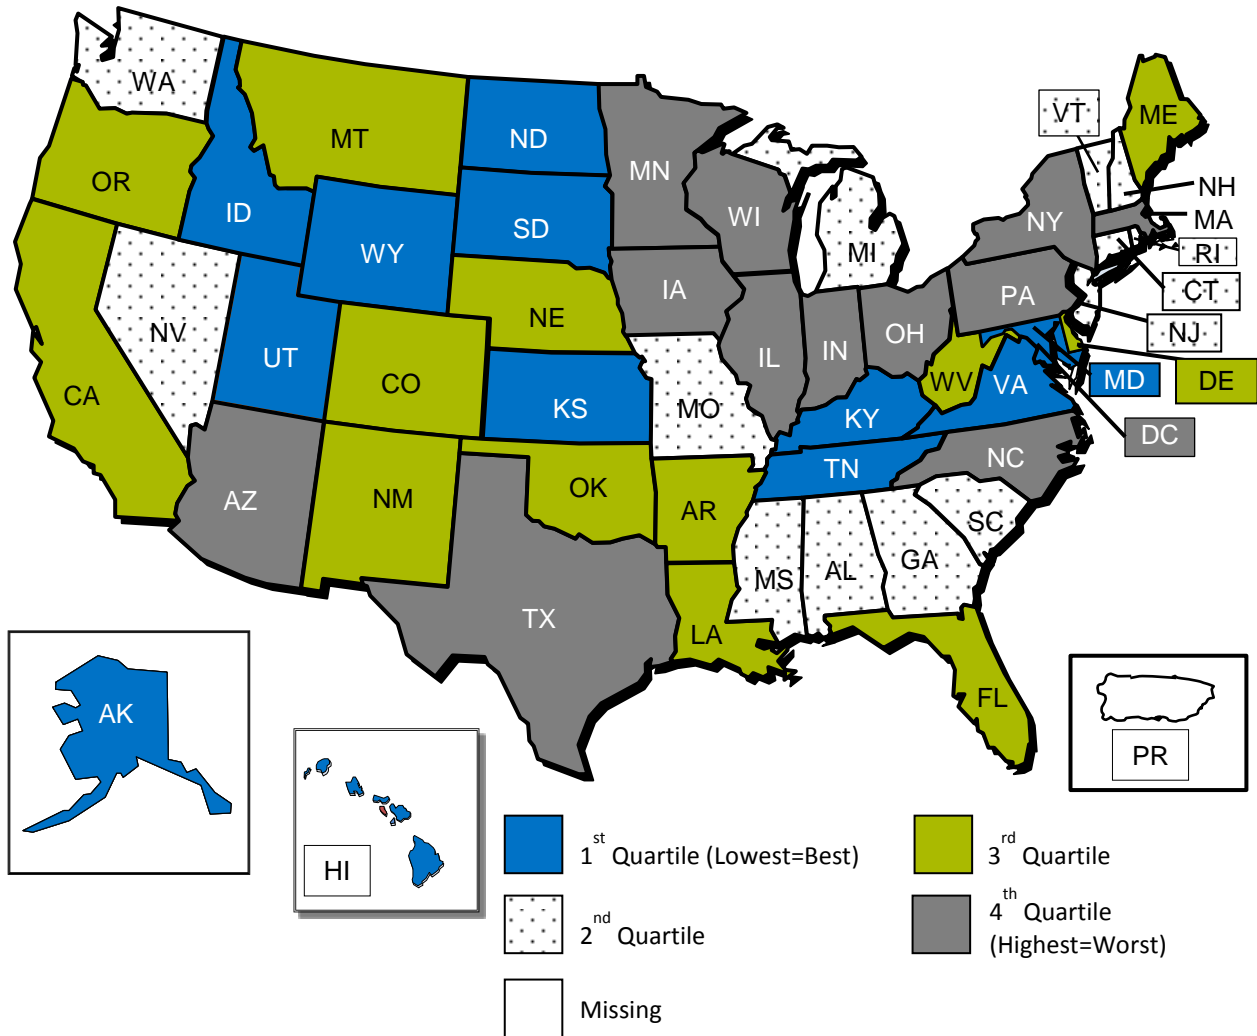 WA
MT
ND
MN
VT
ME
OR
ID
SD
WI
NY
NH
MA
WY
MI
RI
NV
NE
IA
PA
CT
UT
CO
IL
IN
OH
NJ
CA
KS
MO
KY
WV
VA
MD
DE
AZ
NM
OK
AR
TN
NC
DC
TX
LA
MS
AL
GA
SC
AK
FL
HI
PR
1st Quartile (Lowest=Best)
3rd Quartile
2nd Quartile
4th Quartile
(Highest=Worst)
Missing